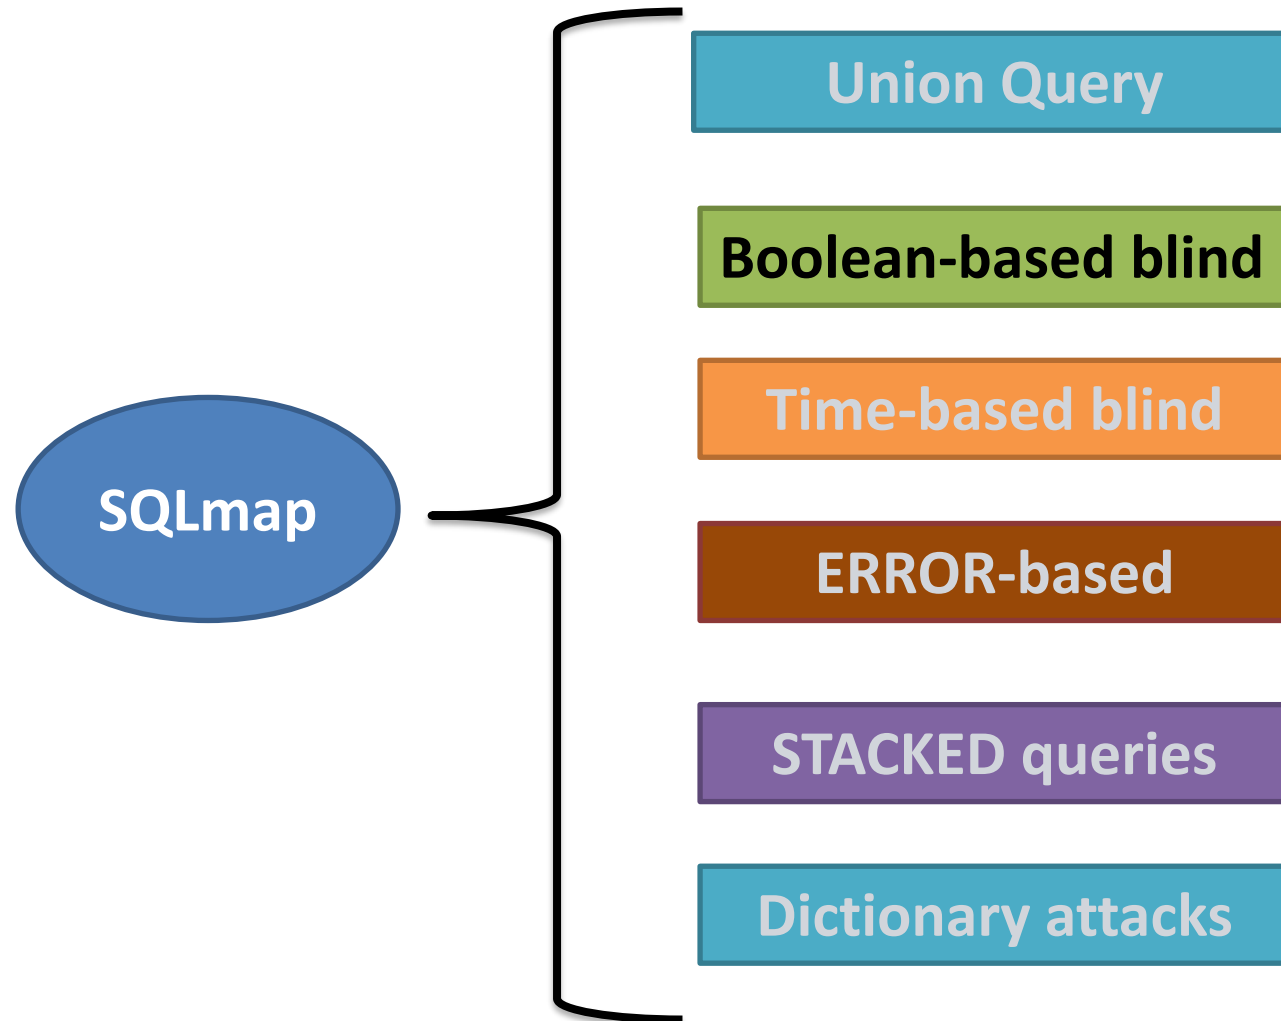 Union Query
Boolean-based blind
Time-based blind
SQLmap
ERROR-based
STACKED queries
Dictionary attacks